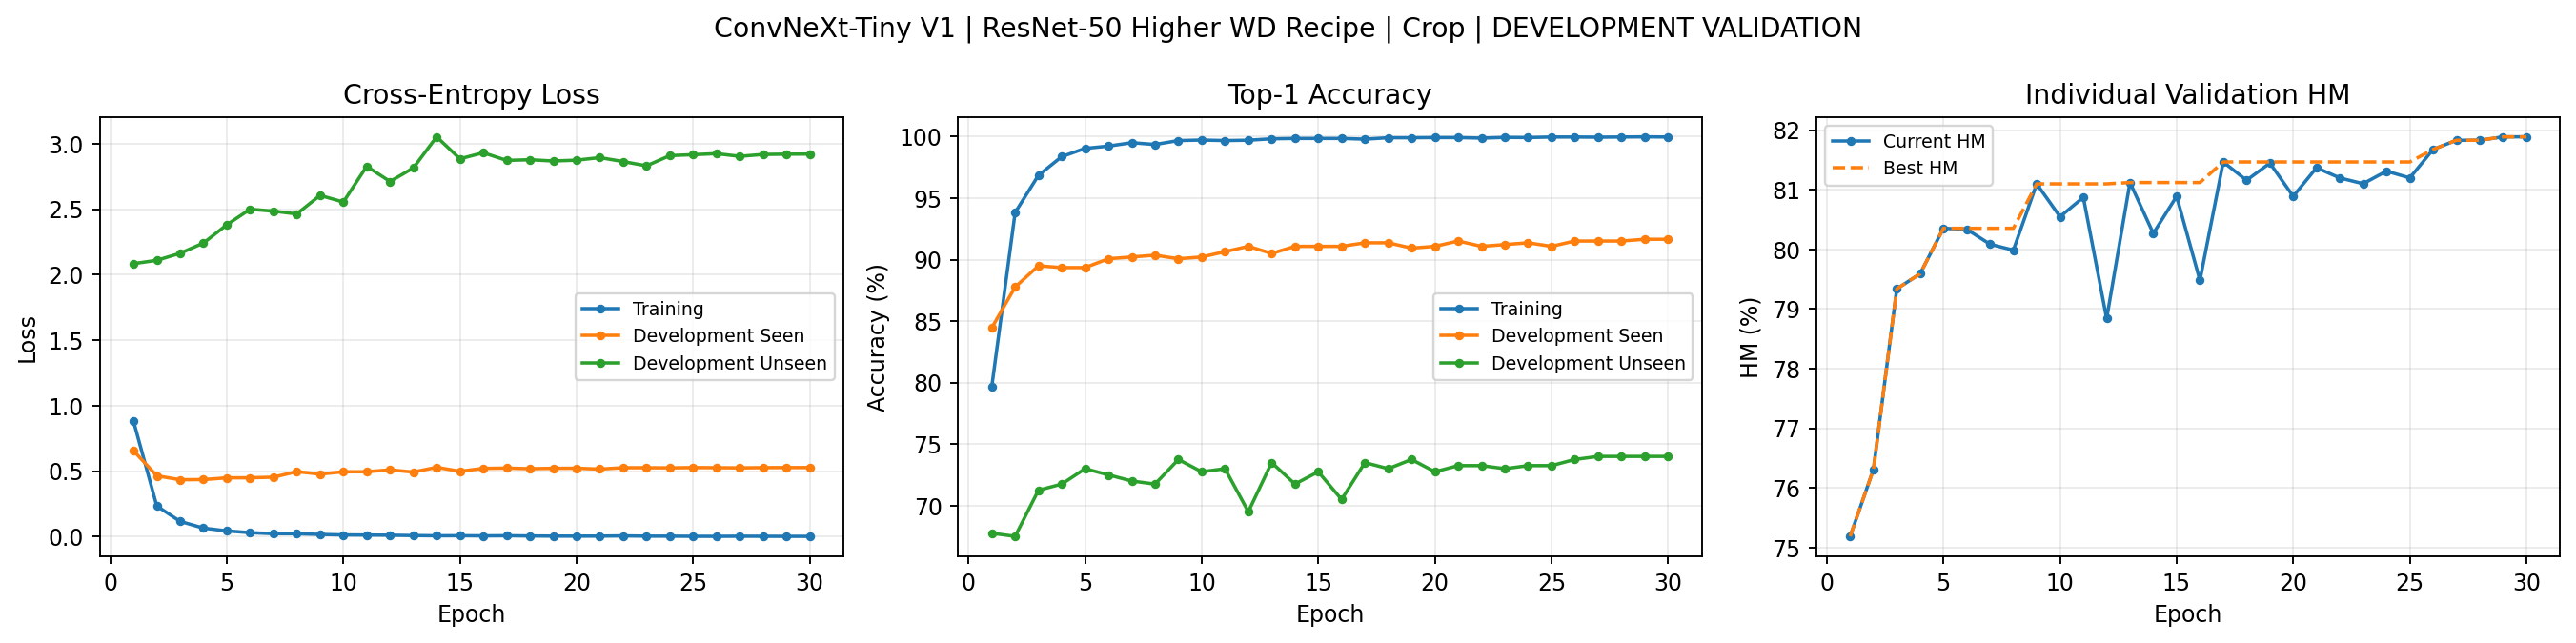 ConvNeXt-Tiny V1 | ResNet-50 Higher WD Recipe | Crop | DEVELOPMENT VALIDATION
Cross-Entropy Loss
3.0
2.5
2.0
1.5
1.0
0.5
0.0
Loss
Training
Development Seen
Development Unseen
0 5 10 15 20 25 30
Epoch
Top-1 Accuracy
100
95
90
85
80
75
70
Accuracy (%)
Training
Development Seen
Development Unseen
0 5 10 15 20 25 30
Epoch
Individual Validation HM
82
81
80
79
78
77
76
75
HM (%)
Current HM
Best HM
0 5 10 15 20 25 30
Epoch